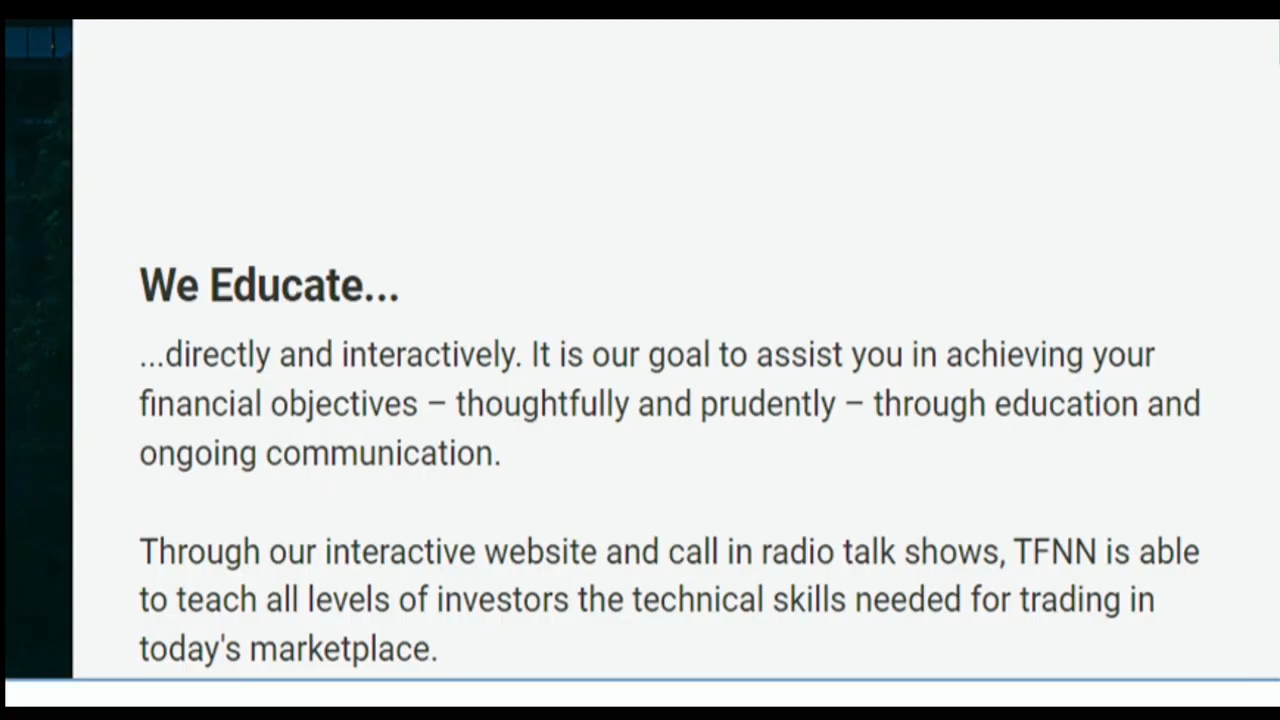 We Educate...
...directly and interactively. It is our goal to assist you in achieving your
financial objectives – thoughtfully and prudently – through education and
ongoing communication.
Through our interactive website and call in radio talk shows, TFNN is able
to teach all levels of investors the technical skills needed for trading in
today's marketplace.